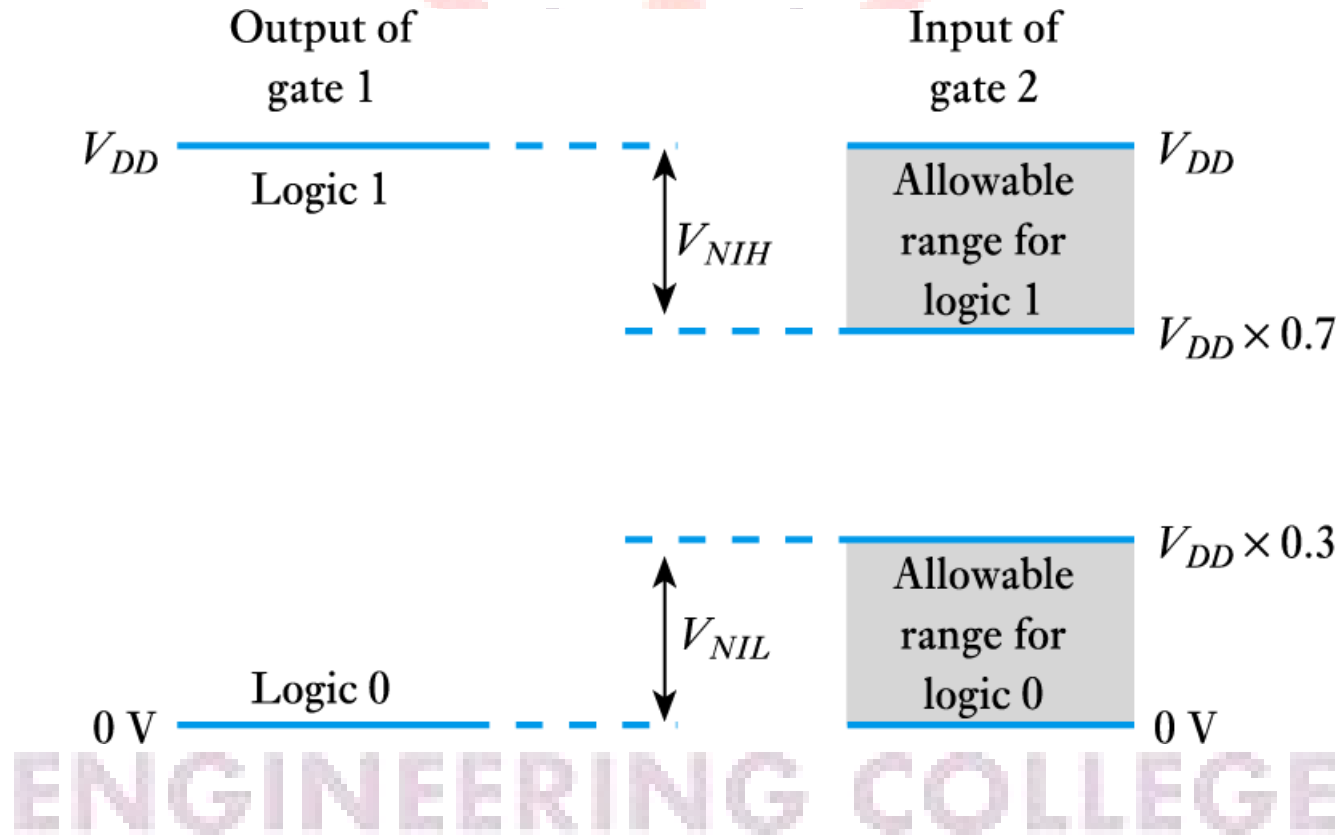 Output of
gate 1
Input of
gate 2
V_DD
Logic 1
V_NIH
Allowable
range for
logic 1
V_DD
V_DD × 0.7
V_DD × 0.3
V_NIL
Allowable
range for
logic 0
Logic 0
0 V
0 V
ENGINEERING COLLEGE